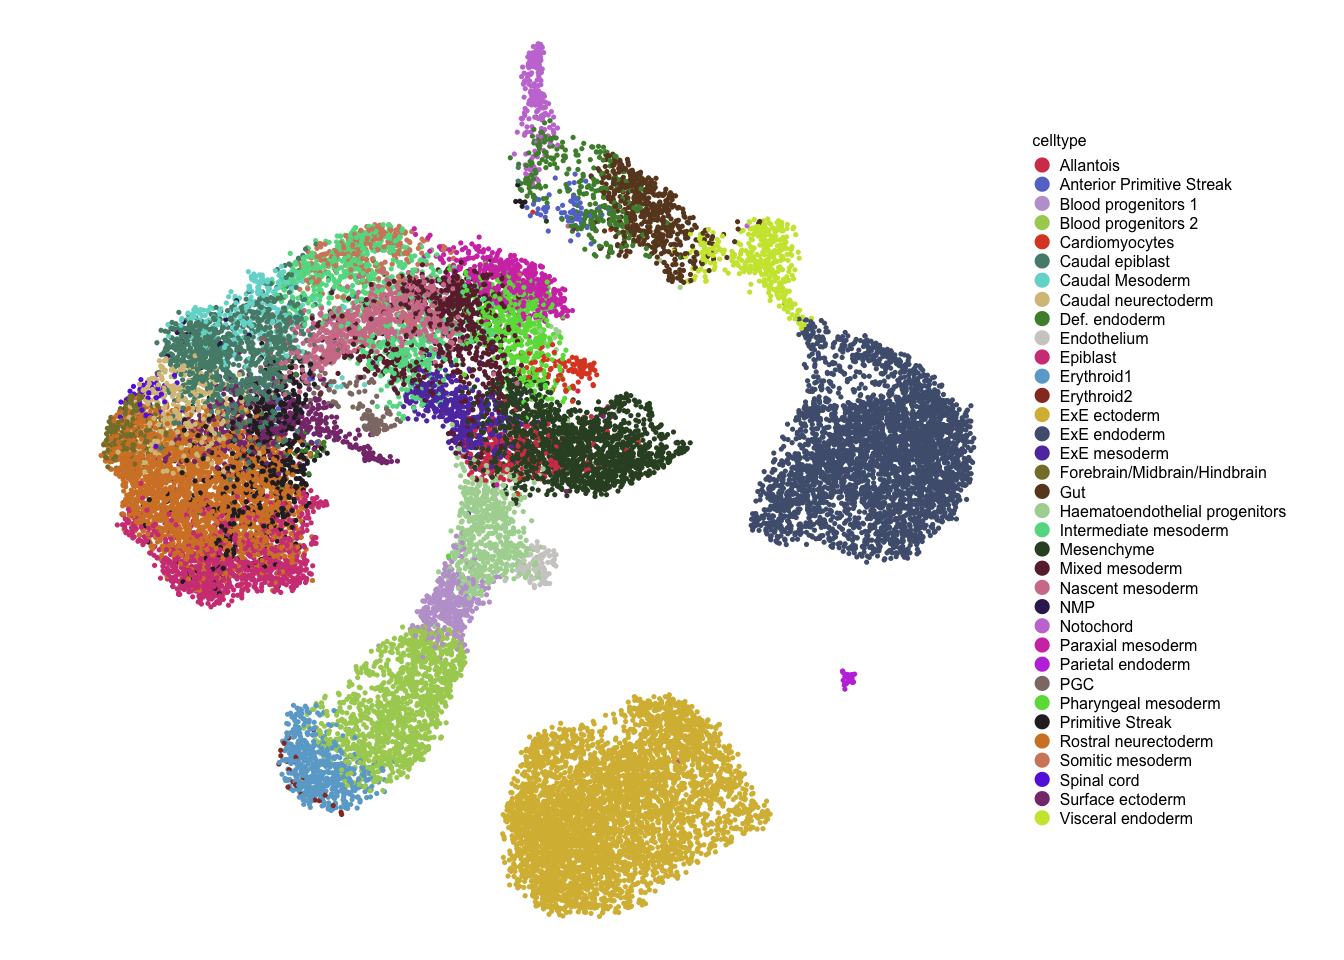 celltype
Allantois
Anterior Primitive Streak
Blood progenitors 1
Blood progenitors 2
Cardiomyocytes
Caudal epiblast
Caudal Mesoderm
Caudal neurectoderm
Def. endoderm
Endothelium
Epiblast
Erythroid1
Erythroid2
ExE ectoderm
ExE endoderm
ExE mesoderm
Forebrain/Midbrain/Hindbrain
Gut
Haematoendothelial progenitors
Intermediate mesoderm
Mesenchyme
Mixed mesoderm
Nascent mesoderm
NMP
Notochord
Paraxial mesoderm
Parietal endoderm
PGC
Pharyngeal mesoderm
Primitive Streak
Rostral neurectoderm
Somitic mesoderm
Spinal cord
Surface ectoderm
Visceral endoderm